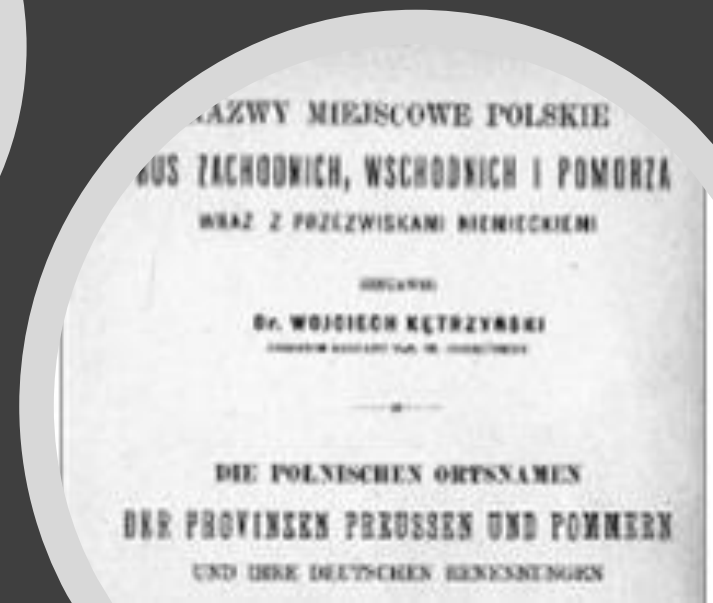 AZWY MIEJSCOWE POLSKIE
RUS ZACHODNICH, WSCHODNICH I POMORZA
WRAZ Z PRZEZWISKAMI NIEMIECKIEMI
Dr. WOJCIECH KĘTRZYŃSKI
DIE POLNISCHEN ORTSNAMEN
DER PROVINZEN PREUSSEN UND POMMERN
UND IHRE DEUTSCHEN BENENNUNGEN